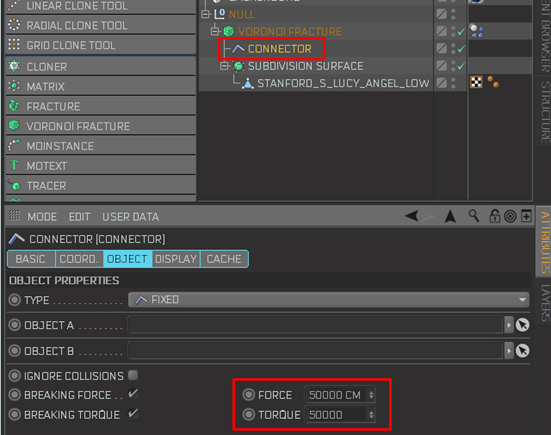 LINEAR CLONE TOOL
RADIAL CLONE TOOL
GRID CLONE TOOL
CLONER
MATRIX
FRACTURE
VORONOI FRACTURE
MOINSTANCE
MOTEXT
TRACER
NULL
VORONOI FRACTURE
CONNECTOR
SUBDIVISION SURFACE
STANFORD_S_LUCY_ANGEL_LOW
BROWSER
STRUCTURE
MODE EDIT USER DATA
CONNECTOR [CONNECTOR]
BASIC COORD. OBJECT DISPLAY CACHE
OBJECT PROPERTIES
TYPE . . . . . . . . . . FIXED
OBJECT A . . . . . . .
OBJECT B . . . . . . .
IGNORE COLLISIONS
BREAKING FORCE . . FORCE 50000 CM
BREAKING TORQUE TORQUE 50000
ATTRIBUTES
LAYERS